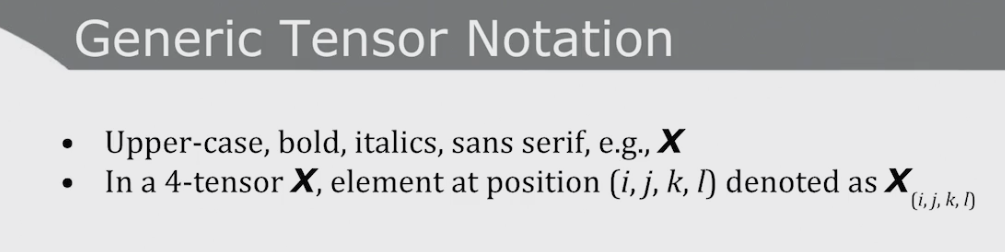 Generic Tensor Notation
• Upper-case, bold, italics, sans serif, e.g., X
• In a 4-tensor X, element at position (i, j, k, l) denoted as X(i, j, k, l)